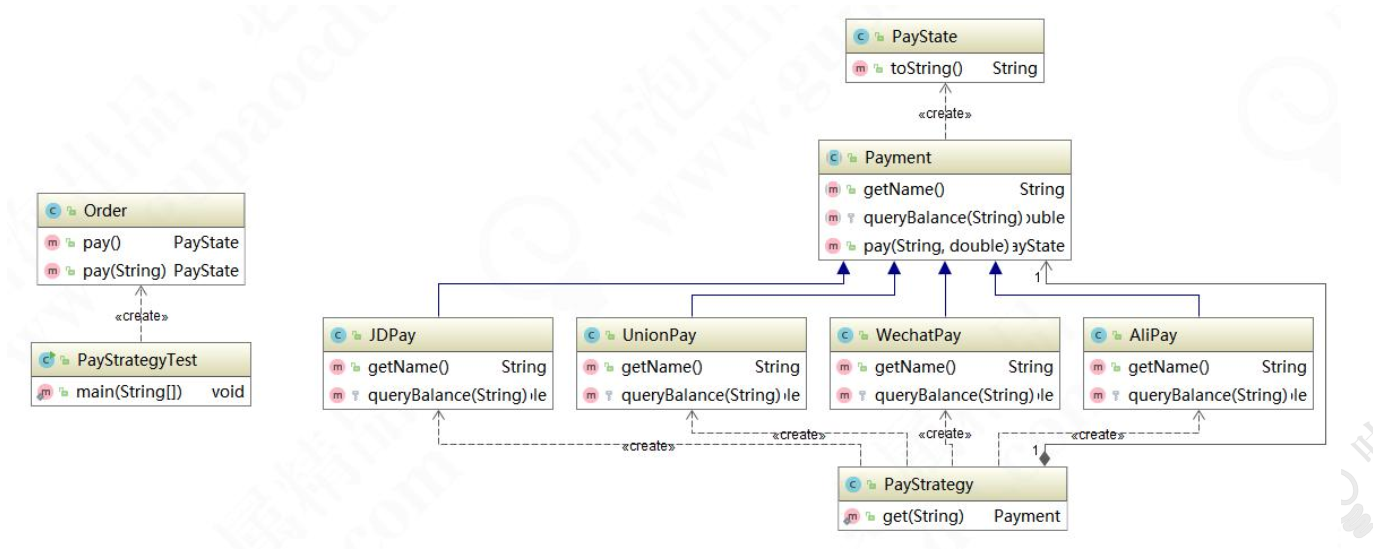 PayState
toString() String
«create»
Payment
getName() String
queryBalance(String) ouble
pay(String, double) ayState
Order
pay() PayState
pay(String) PayState
«create»
PayStrategyTest
main(String[]) void
1
JDPay
getName() String
queryBalance(String) le
UnionPay
getName() String
queryBalance(String) le
WechatPay
getName() String
queryBalance(String) le
AliPay
getName() String
queryBalance(String) le
«create»
«create»
«create»
«create»
1
PayStrategy
get(String) Payment